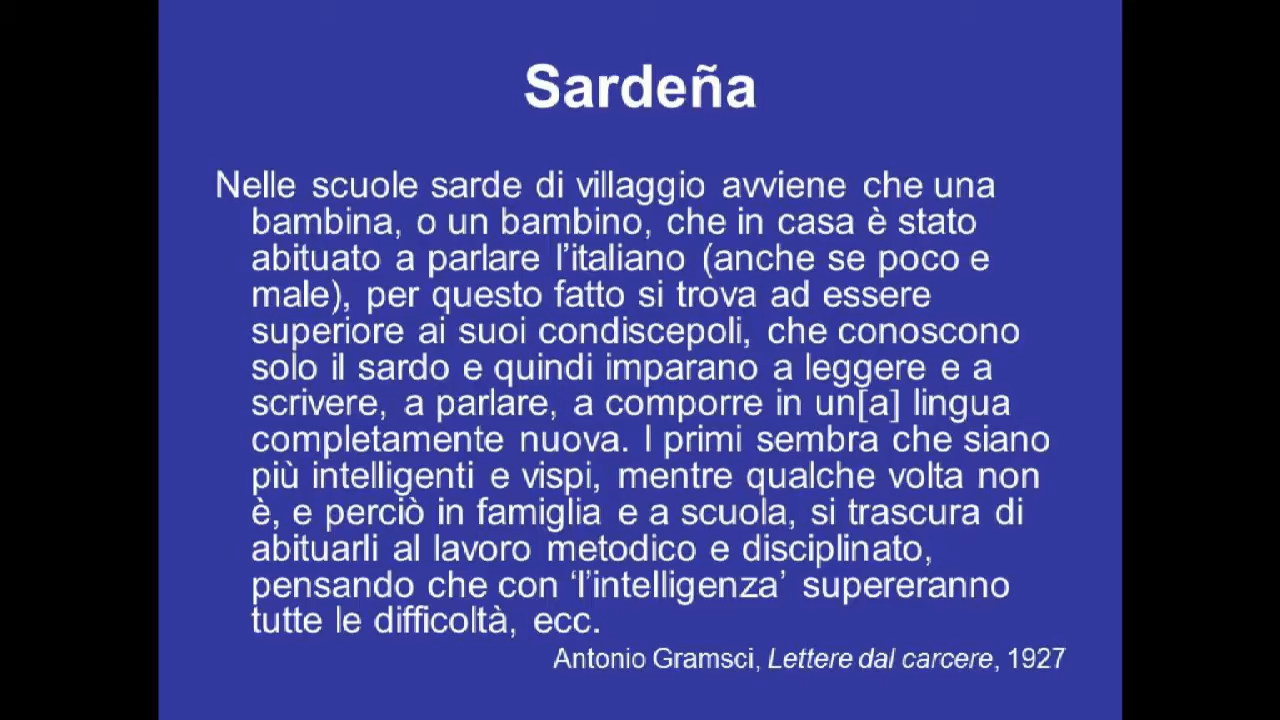 Sardeña
Nelle scuole sarde di villaggio avviene che una
bambina, o un bambino, che in casa è stato
abituato a parlare l’italiano (anche se poco e
male), per questo fatto si trova ad essere
superiore ai suoi condiscepoli, che conoscono
solo il sardo e quindi imparano a leggere e a
scrivere, a parlare, a comporre in un[a] lingua
completamente nuova. I primi sembra che siano
più intelligenti e vispi, mentre qualche volta non
è, e perciò in famiglia e a scuola, si trascura di
abituarli al lavoro metodico e disciplinato,
pensando che con ‘l’intelligenza’ supereranno
tutte le difficoltà, ecc.
Antonio Gramsci, Lettere dal carcere, 1927